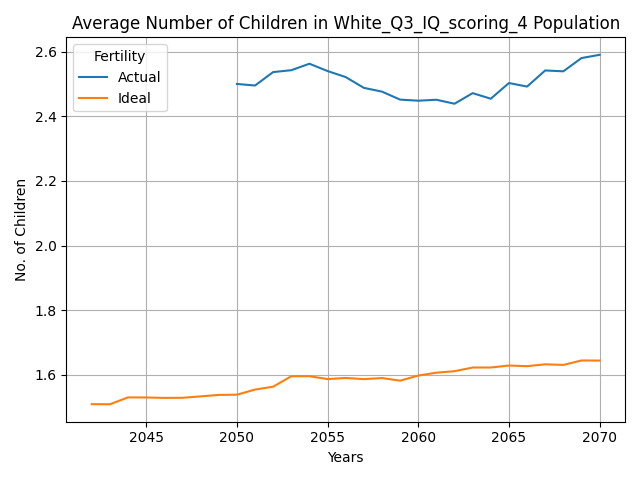 Average Number of Children in White_Q3_IQ_scoring_4 Population
Fertility
Actual
Ideal
No. of Children
2.6
2.4
2.2
2.0
1.8
1.6
2045 2050 2055 2060 2065 2070
Years